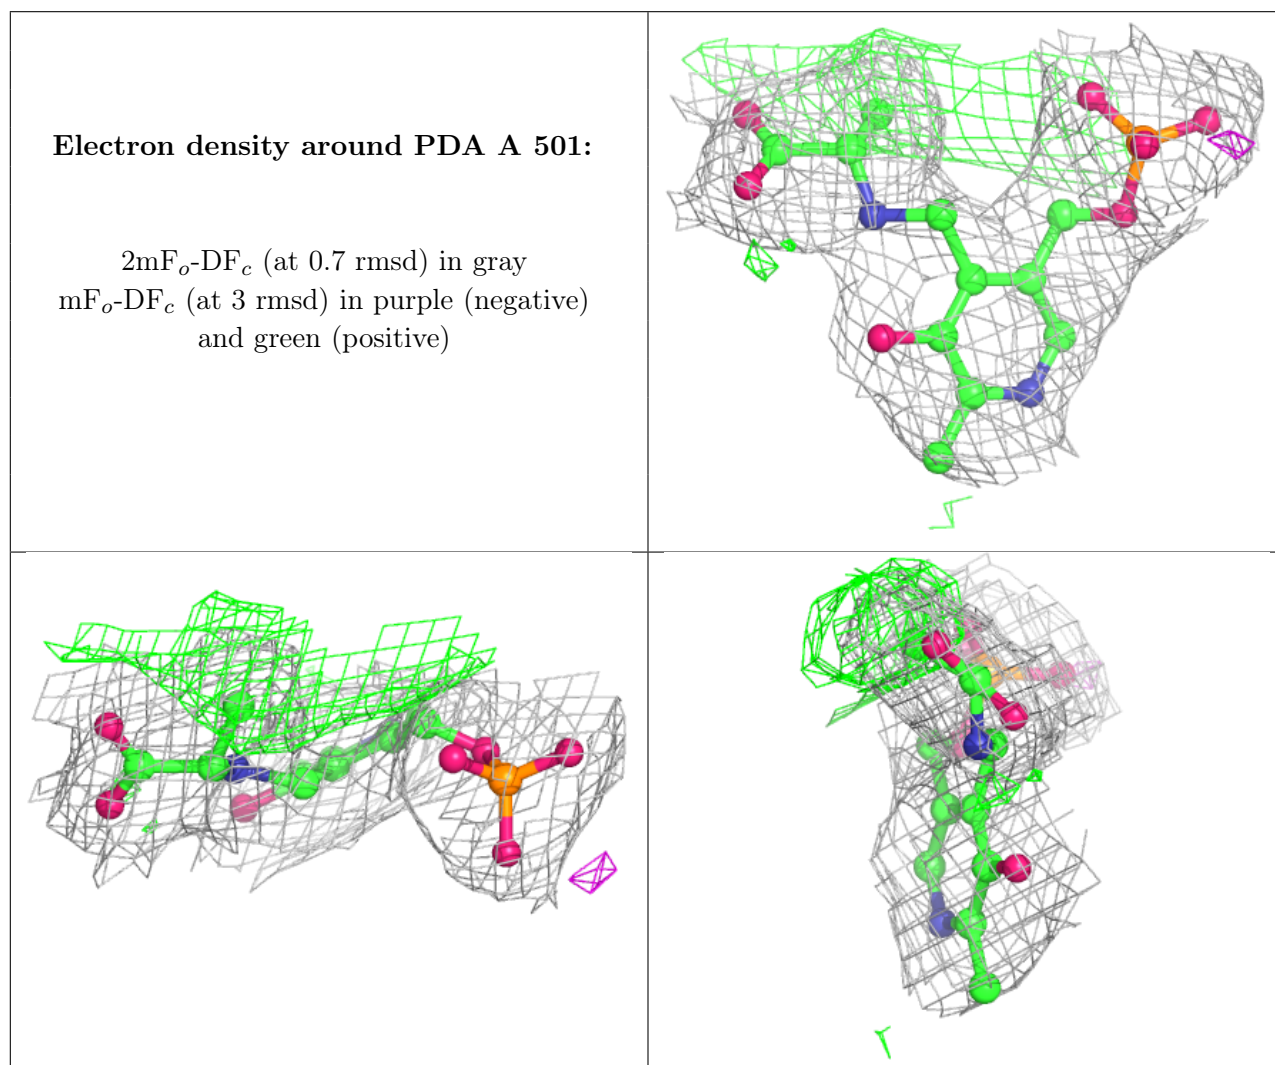 Electron density around PDA A 501:
2mFo-DFc (at 0.7 rmsd) in gray
mFo-DFc (at 3 rmsd) in purple (negative)
and green (positive)